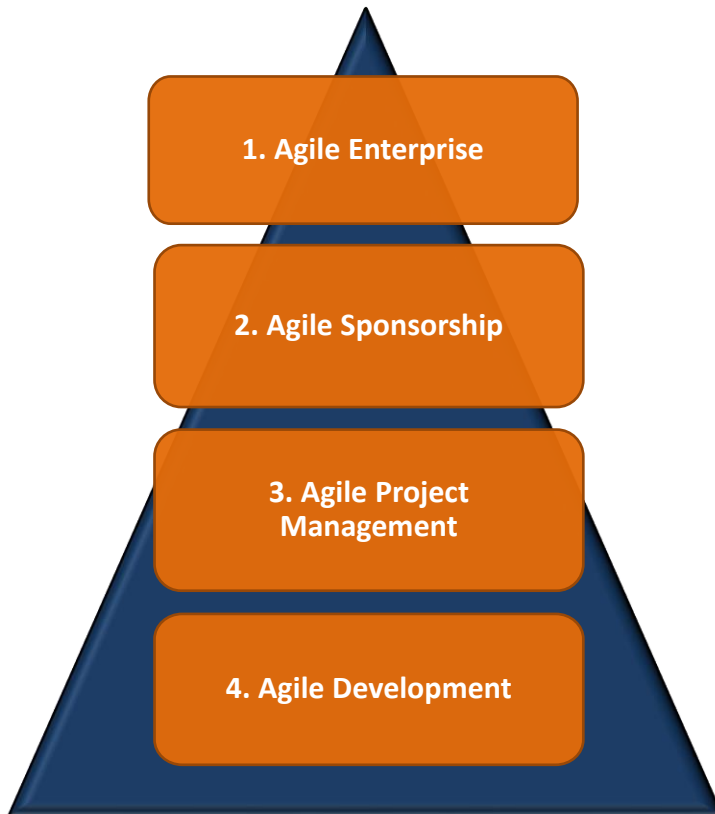 1. Agile Enterprise
2. Agile Sponsorship
3. Agile Project
Management
4. Agile Development